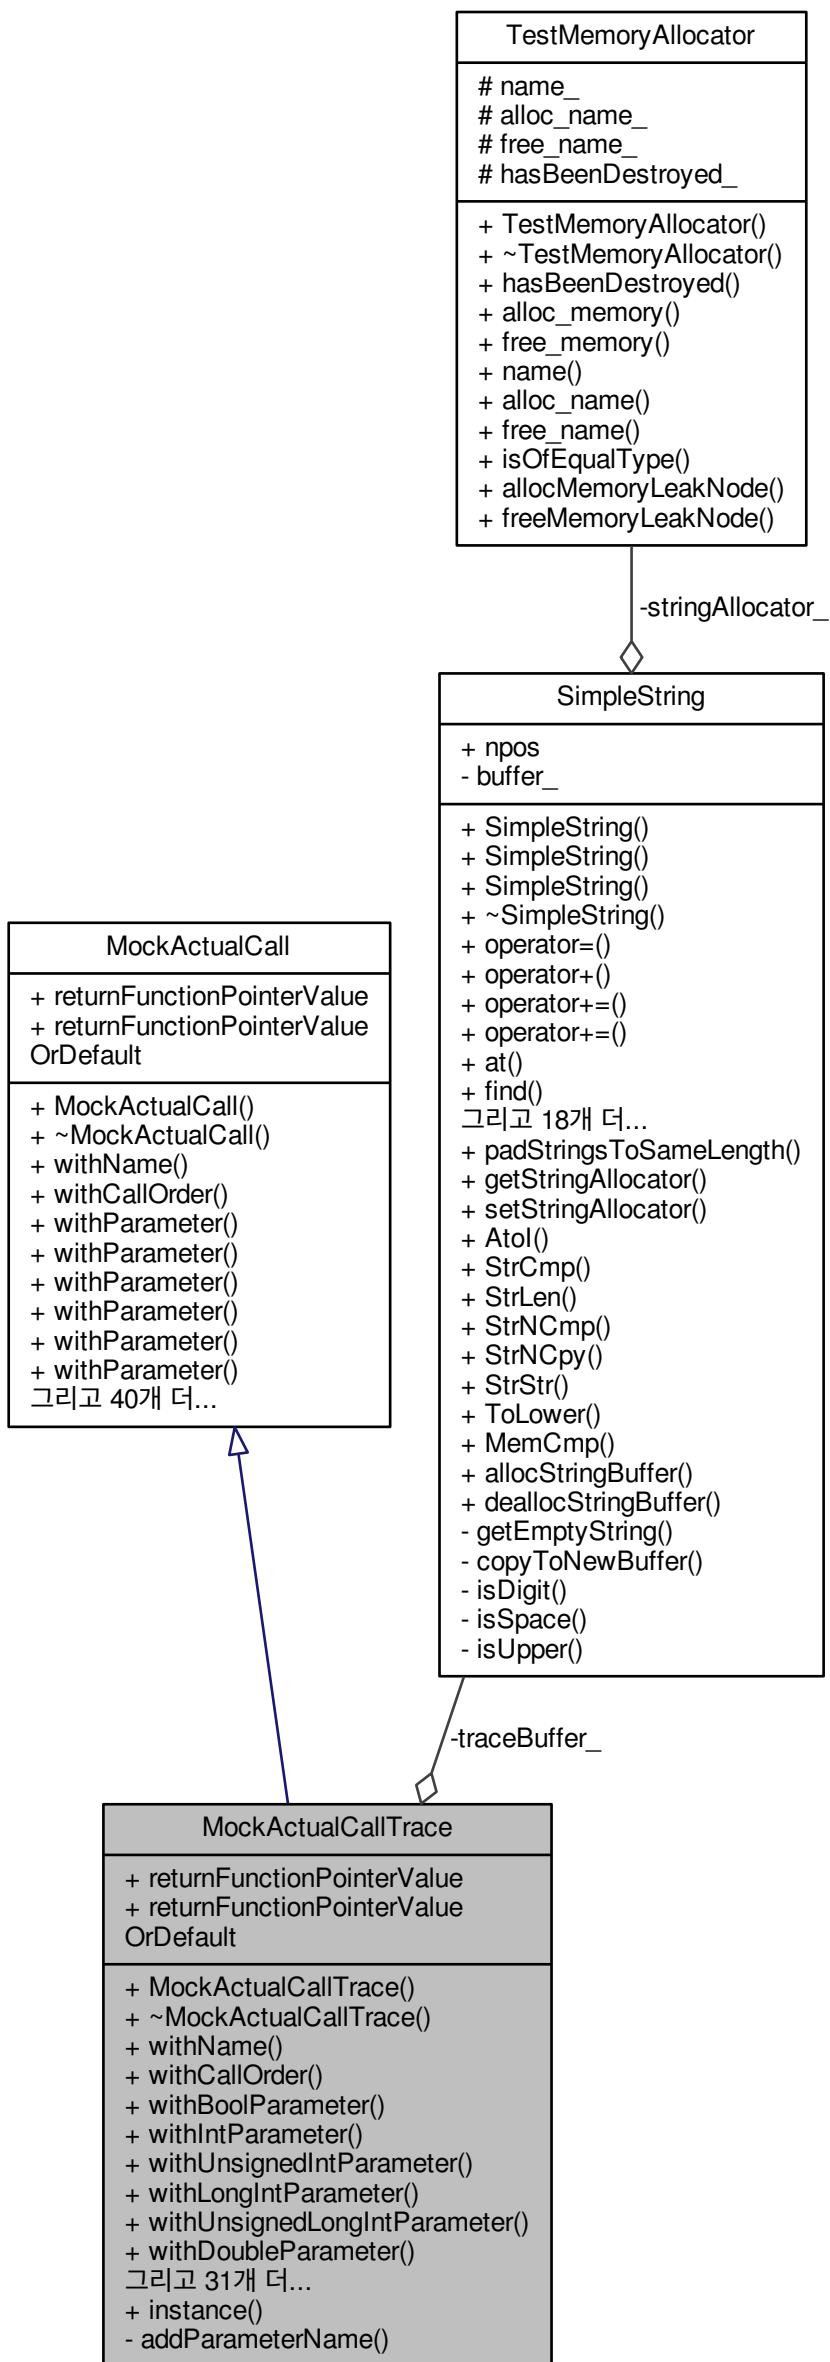 TestMemoryAllocator
# name_
# alloc_name_
# free_name_
# hasBeenDestroyed_
+ TestMemoryAllocator()
+ ~TestMemoryAllocator()
+ hasBeenDestroyed()
+ alloc_memory()
+ free_memory()
+ name()
+ alloc_name()
+ free_name()
+ isOfEqualType()
+ allocMemoryLeakNode()
+ freeMemoryLeakNode()
-stringAllocator_
SimpleString
+ npos
- buffer_
+ SimpleString()
+ SimpleString()
+ SimpleString()
+ ~SimpleString()
+ operator=()
+ operator+()
+ operator+=()
+ operator+=()
+ at()
+ find()
그리고 18개 더...
+ padStringsToSameLength()
+ getStringAllocator()
+ setStringAllocator()
+ AtoI()
+ StrCmp()
+ StrLen()
+ StrNCmp()
+ StrNCpy()
+ StrStr()
+ ToLower()
+ MemCmp()
+ allocStringBuffer()
+ deallocStringBuffer()
- getEmptyString()
- copyToNewBuffer()
- isDigit()
- isSpace()
- isUpper()
MockActualCall
+ returnFunctionPointerValue
+ returnFunctionPointerValue
OrDefault
+ MockActualCall()
+ ~MockActualCall()
+ withName()
+ withCallOrder()
+ withParameter()
+ withParameter()
+ withParameter()
+ withParameter()
+ withParameter()
+ withParameter()
그리고 40개 더...
-traceBuffer_
MockActualCallTrace
+ returnFunctionPointerValue
+ returnFunctionPointerValue
OrDefault
+ MockActualCallTrace()
+ ~MockActualCallTrace()
+ withName()
+ withCallOrder()
+ withBoolParameter()
+ withIntParameter()
+ withUnsignedIntParameter()
+ withLongIntParameter()
+ withUnsignedLongIntParameter()
+ withDoubleParameter()
그리고 31개 더...
+ instance()
- addParameterName()